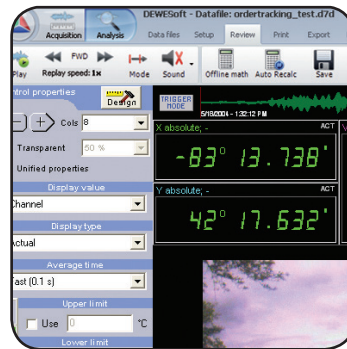 DEWESoft - Datafile: ordertracking_test.d7d
Acquisition Analysis Data files Setup Review Print Export
Play FWD Replay speed: 1x Mode Sound Offline math Auto Recalc Save
control properties Design
TRIGGER MODE
5/18/2004 - 1:32:12 PM
Cols 8
X absolute; - ACT
-83° 13.738'
Transparent 50 %
Unified properties
Display value
Channel
Y absolute; - ACT
42° 17.632'
Display type
Actual
Average time
Fast (0.1 s)
Upper limit
Use 0 °C
Lower limit